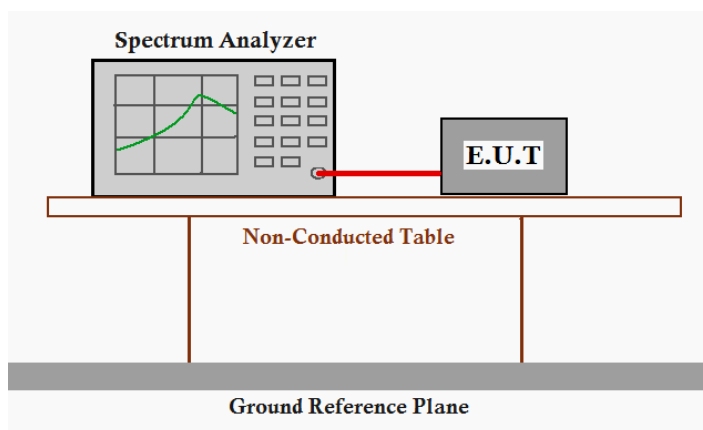 Spectrum Analyzer
E.U.T
Non-Conducted Table
Ground Reference Plane